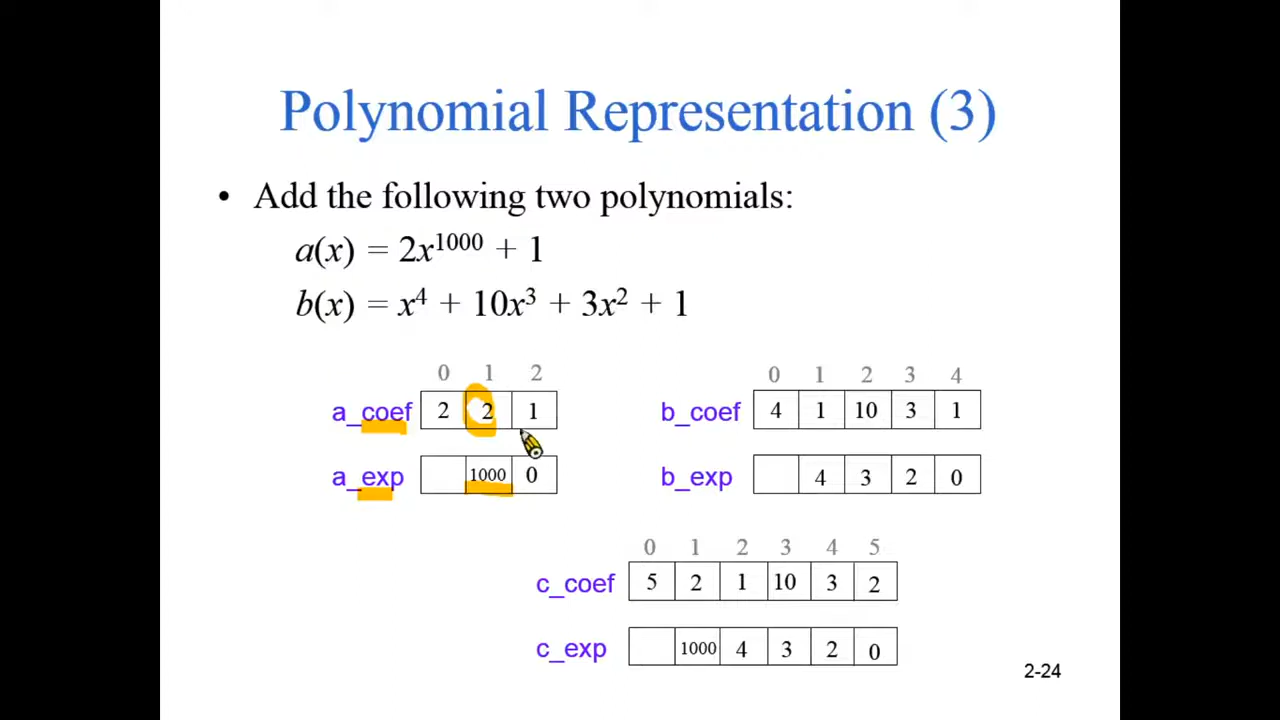 Polynomial Representation (3)
• Add the following two polynomials:
a(x) = 2x^1000 + 1
b(x) = x^4 + 10x^3 + 3x^2 + 1
0 1 2
a_coef 2 2 1
a_exp 1000 0
0 1 2 3 4
b_coef 4 1 10 3 1
b_exp 4 3 2 0
0 1 2 3 4 5
c_coef 5 2 1 10 3 2
c_exp 1000 4 3 2 0
2-24